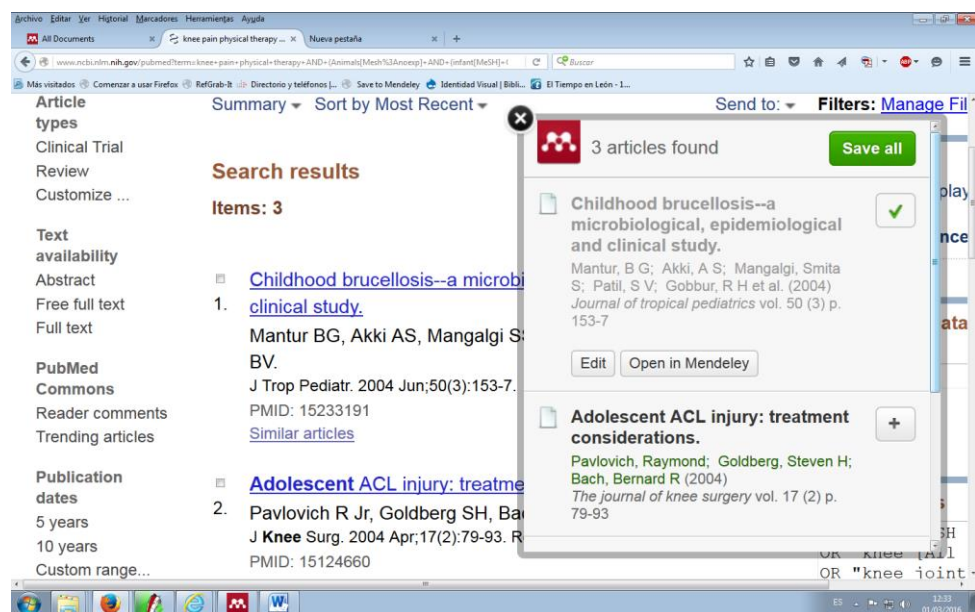 Archivo Editar Ver Historial Marcadores Herramientas Ayuda
All Documents × knee pain physical therapy ... × Nueva pestaña × +
www.ncbi.nlm.nih.gov/pubmed?term=knee+pain+physical+therapy+AND+(Animals[Mesh%3Anoexp]+AND+(infant[MeSH]+( Buscar
Más visitados Comenzar a usar Firefox RefGrab-It Directorio y teléfonos |... Save to Mendeley Identidad Visual | Bibli... El Tiempo en León - 1...
Article types
Clinical Trial
Review
Customize ...
Text availability
Abstract
Free full text
Full text
PubMed Commons
Reader comments
Trending articles
Publication dates
5 years
10 years
Custom range...
Summary Sort by Most Recent Send to: Filters: Manage Fil
Search results
Items: 3
Childhood brucellosis--a microbi
1. clinical study.
Mantur BG, Akki AS, Mangalgi S
BV.
J Trop Pediatr. 2004 Jun;50(3):153-7.
PMID: 15233191
Similar articles
Adolescent ACL injury: treatme
2. Pavlovich R Jr, Goldberg SH, Ba
J Knee Surg. 2004 Apr;17(2):79-93. R
PMID: 15124660
3 articles found Save all
Childhood brucellosis--a
microbiological, epidemiological
and clinical study.
Mantur, B G; Akki, A S; Mangalgi, Smita
S; Patil, S V; Gobbur, R H et al. (2004)
Journal of tropical pediatrics vol. 50 (3) p.
153-7
Edit Open in Mendeley
Adolescent ACL injury: treatment
considerations.
Pavlovich, Raymond; Goldberg, Steven H;
Bach, Bernard R (2004)
The journal of knee surgery vol. 17 (2) p.
79-93
play
nce
ata
s
SH
OR "knee [All
OR "knee joint
ES 12:33
01/03/2016